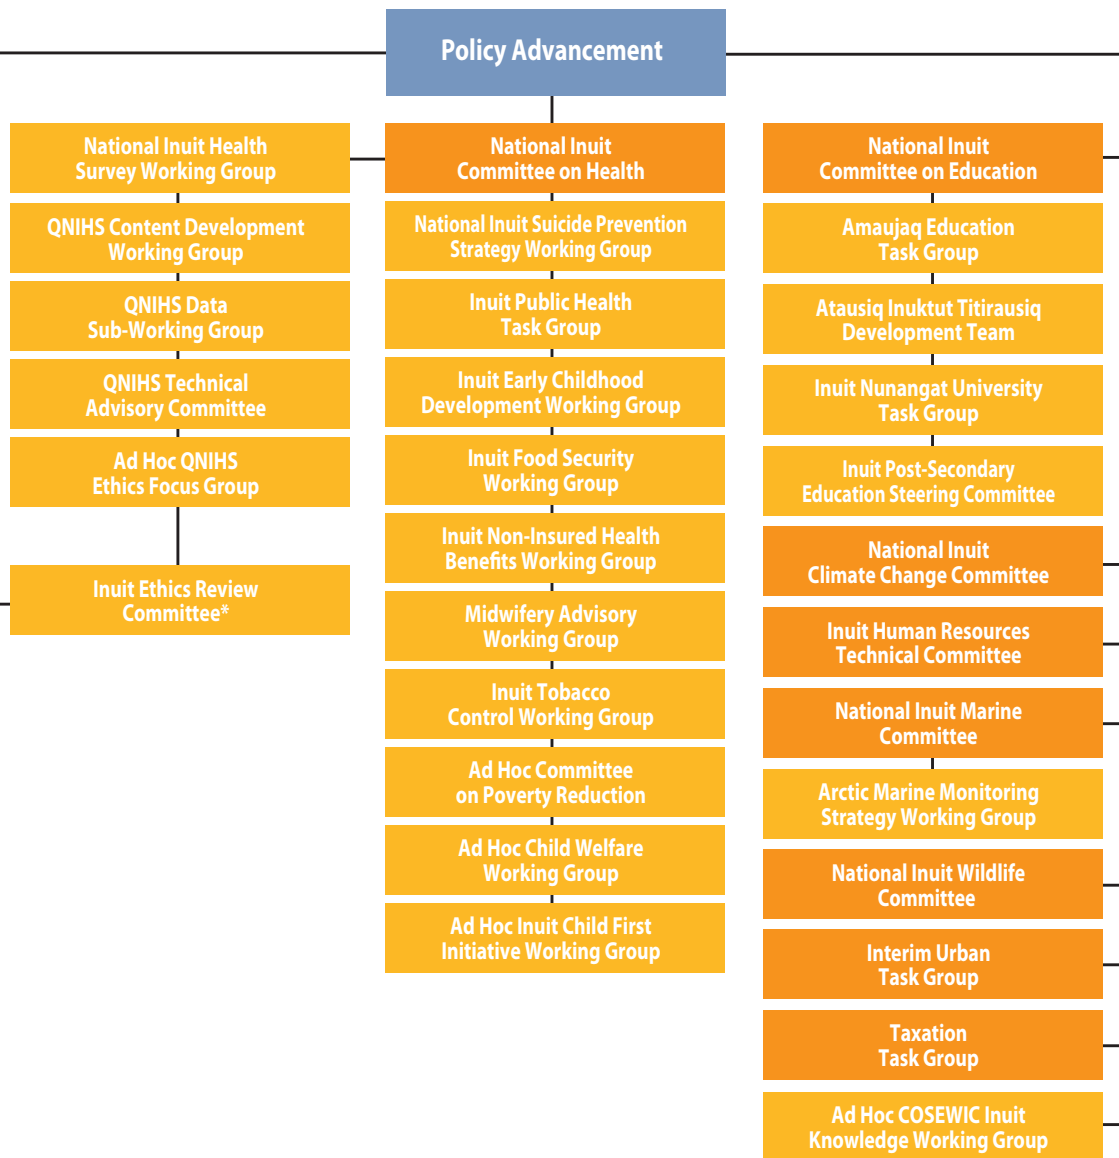 Policy Advancement
National Inuit Health
Survey Working Group
QNIHS Content Development
Working Group
QNIHS Data
Sub-Working Group
QNIHS Technical
Advisory Committee
Ad Hoc QNIHS
Ethics Focus Group
Inuit Ethics Review
Committee*
National Inuit
Committee on Health
National Inuit Suicide Prevention
Strategy Working Group
Inuit Public Health
Task Group
Inuit Early Childhood
Development Working Group
Inuit Food Security
Working Group
Inuit Non-Insured Health
Benefits Working Group
Midwifery Advisory
Working Group
Inuit Tobacco
Control Working Group
Ad Hoc Committee
on Poverty Reduction
Ad Hoc Child Welfare
Working Group
Ad Hoc Inuit Child First
Initiative Working Group
National Inuit
Committee on Education
Amaujaq Education
Task Group
Atausiq Inuktut Titirausiq
Development Team
Inuit Nunangat University
Task Group
Inuit Post-Secondary
Education Steering Committee
National Inuit
Climate Change Committee
Inuit Human Resources
Technical Committee
National Inuit Marine
Committee
Arctic Marine Monitoring
Strategy Working Group
National Inuit Wildlife
Committee
Interim Urban
Task Group
Taxation
Task Group
Ad Hoc COSEWIC Inuit
Knowledge Working Group